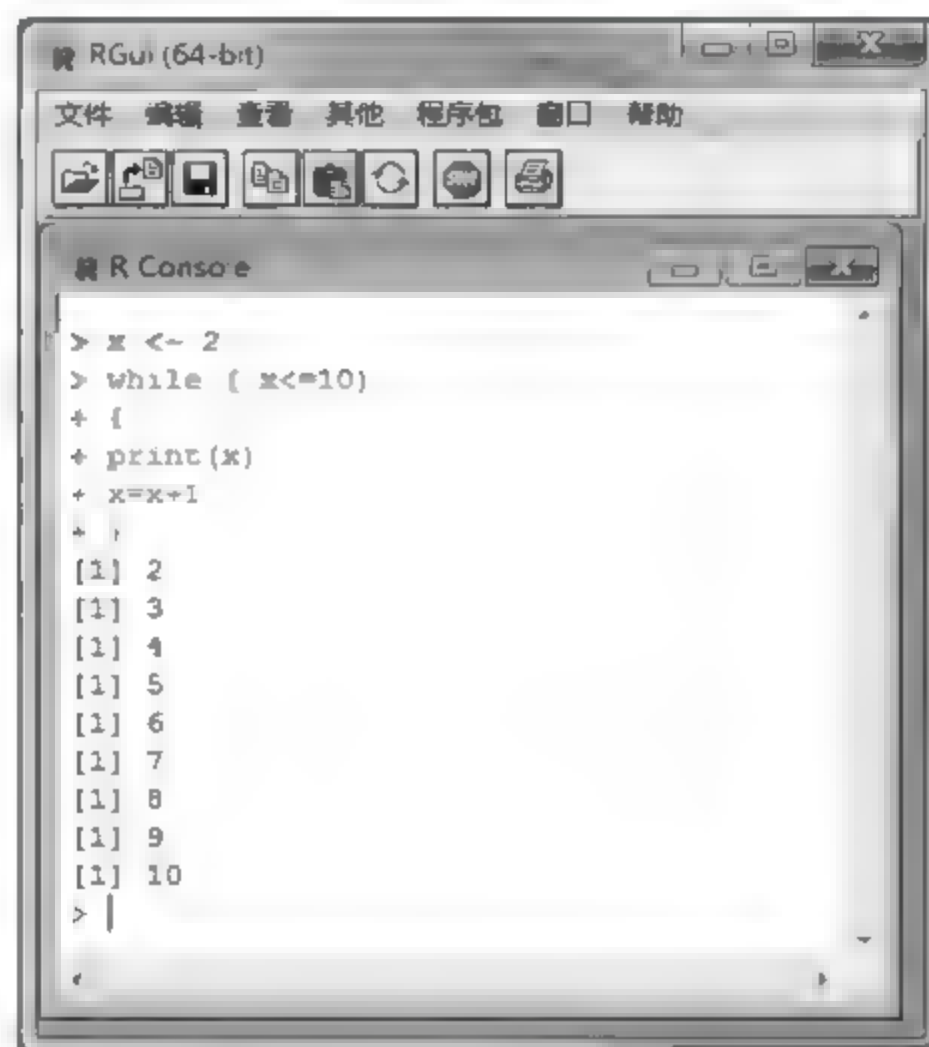 RGui (64-bit)
文件 编辑 查看 其他 程序包 窗口 帮助
STOP
R Console
> x <- 2
> while ( x<=10)
+ {
+ print(x)
+ x=x+1
+ }
[1] 2
[1] 3
[1] 4
[1] 5
[1] 6
[1] 7
[1] 8
[1] 9
[1] 10
>